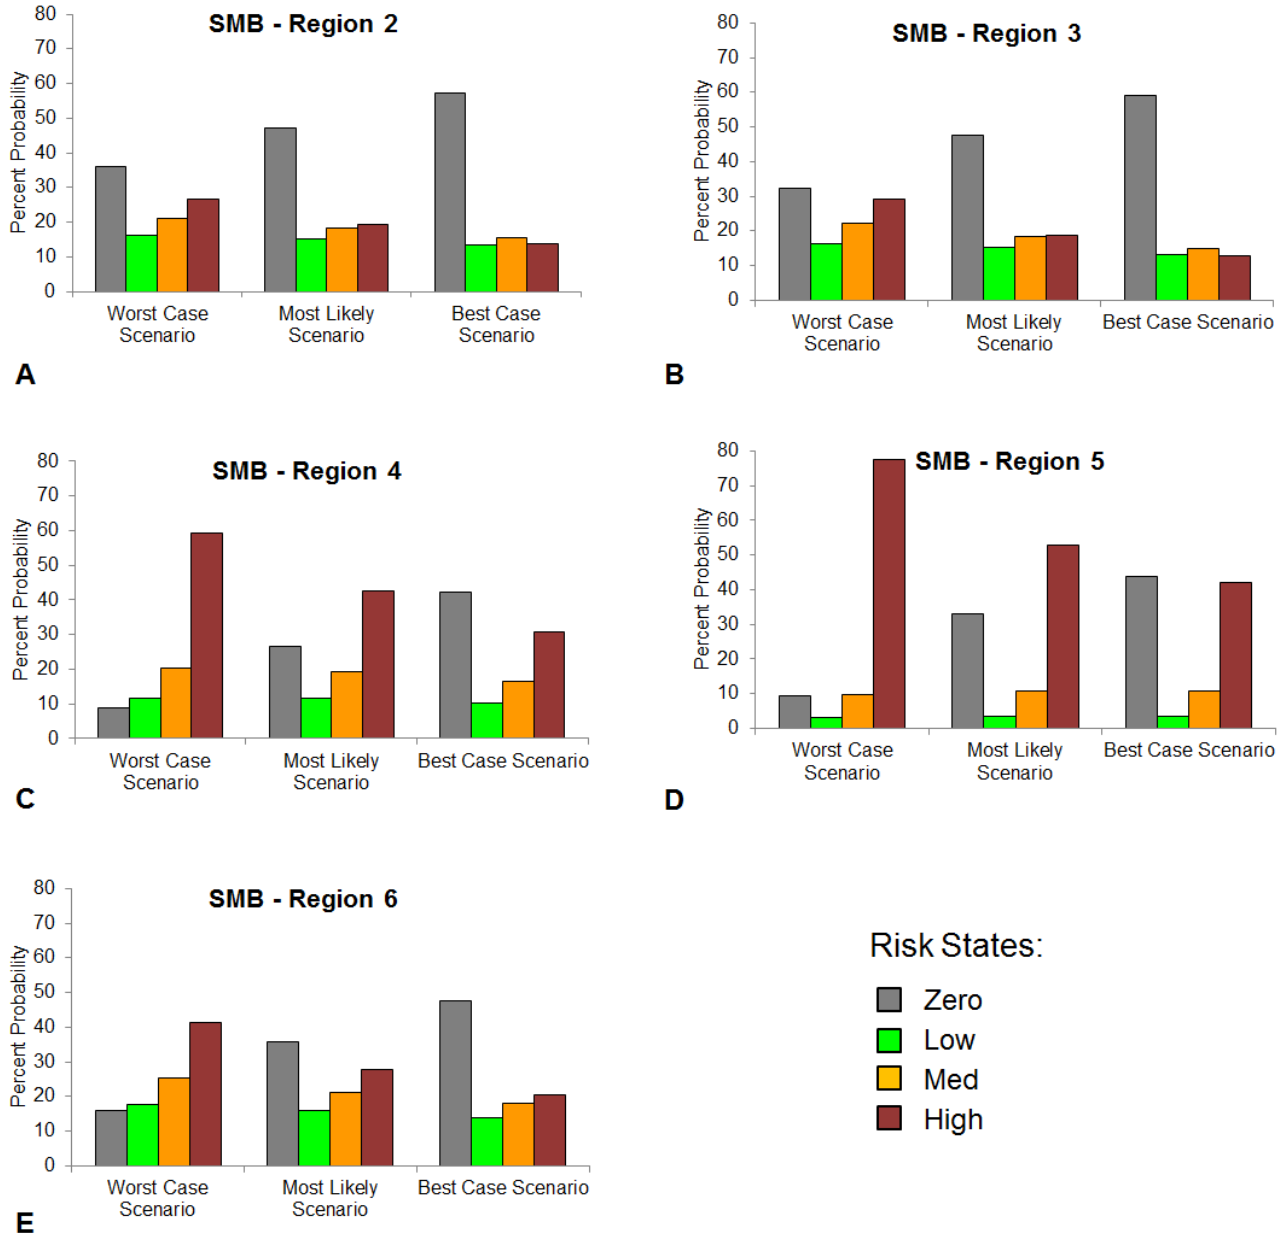 SMB - Region 2
80
70
60
50
40
30
20
10
0
Percent Probability
Worst Case
Scenario
Most Likely
Scenario
Best Case
Scenario
A
SMB - Region 3
80
70
60
50
40
30
20
10
0
Percent Probability
Worst Case
Scenario
Most Likely
Scenario
Best Case Scenario
B
SMB - Region 4
80
70
60
50
40
30
20
10
0
Percent Probability
Worst Case
Scenario
Most Likely
Scenario
Best Case Scenario
C
SMB - Region 5
80
70
60
50
40
30
20
10
0
Percent Probability
Worst Case
Scenario
Most Likely
Scenario
Best Case Scenario
D
SMB - Region 6
80
70
60
50
40
30
20
10
0
Percent Probability
Worst Case
Scenario
Most Likely
Scenario
Best Case Scenario
E
Risk States:
Zero
Low
Med
High